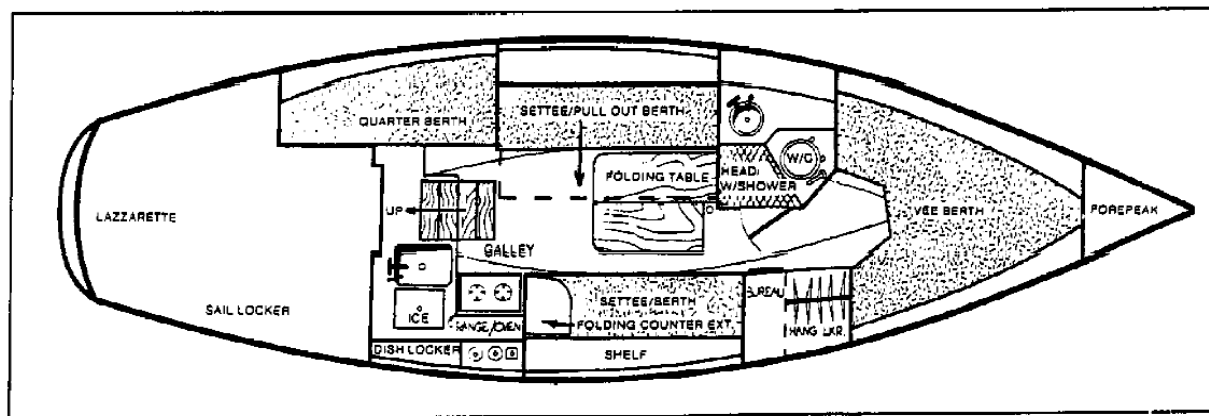 QUARTER BERTH
SETTEE/PULL OUT BERTH
W/C
FOLDING TABLE
HEAD/
W/SHOWER
LAZZARETTE
UP
VEE BERTH
FOREPEAK
GALLEY
SAIL LOCKER
ICE
RANGE/OVEN
SETTEE/BERTH
FOLDING COUNTER EXT.
BUREAU
HANG LKR.
DISH LOCKER
SHELF